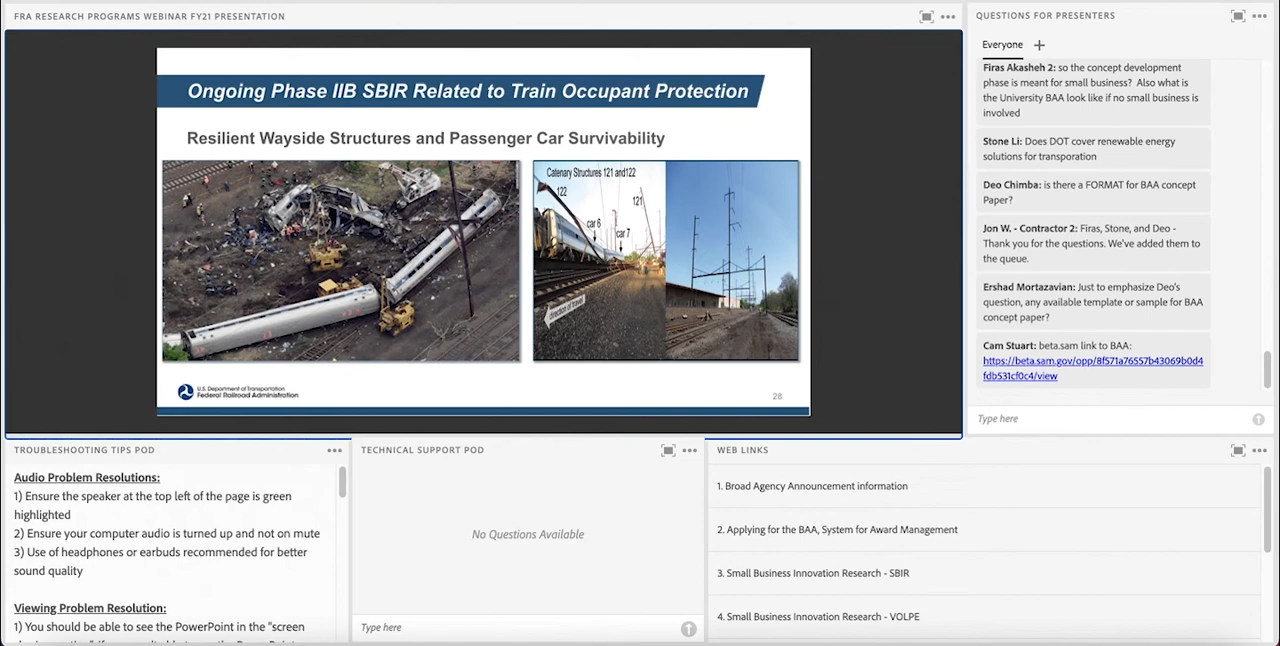 FRA RESEARCH PROGRAMS WEBINAR FY21 PRESENTATION
Ongoing Phase IIB SBIR Related to Train Occupant Protection
Resilient Wayside Structures and Passenger Car Survivability
Catenary Structures 121 and122
122
121
car 6
car 7
direction of travel
U.S. Department of Transportation
Federal Railroad Administration
28
QUESTIONS FOR PRESENTERS
Everyone
Firas Akasheh 2: so the concept development
phase is meant for small business? Also what is
the University BAA look like if no small business is
involved
Stone Li: Does DOT cover renewable energy
solutions for transporation
Deo Chimba: is there a FORMAT for BAA concept
Paper?
Jon W. - Contractor 2: Firas, Stone, and Deo -
Thank you for the questions. We've added them to
the queue.
Ershad Mortazavian: Just to emphasize Deo's
question, any available template or sample for BAA
concept paper?
Cam Stuart: beta.sam link to BAA:
https://beta.sam.gov/opp/8f571a76557b43069b0d4
fdb531cf0c4/view
Type here
TROUBLESHOOTING TIPS POD
Audio Problem Resolutions:
1) Ensure the speaker at the top left of the page is green
highlighted
2) Ensure your computer audio is turned up and not on mute
3) Use of headphones or earbuds recommended for better
sound quality
Viewing Problem Resolution:
1) You should be able to see the PowerPoint in the "screen
TECHNICAL SUPPORT POD
No Questions Available
Type here
WEB LINKS
1. Broad Agency Announcement information
2. Applying for the BAA, System for Award Management
3. Small Business Innovation Research - SBIR
4. Small Business Innovation Research - VOLPE